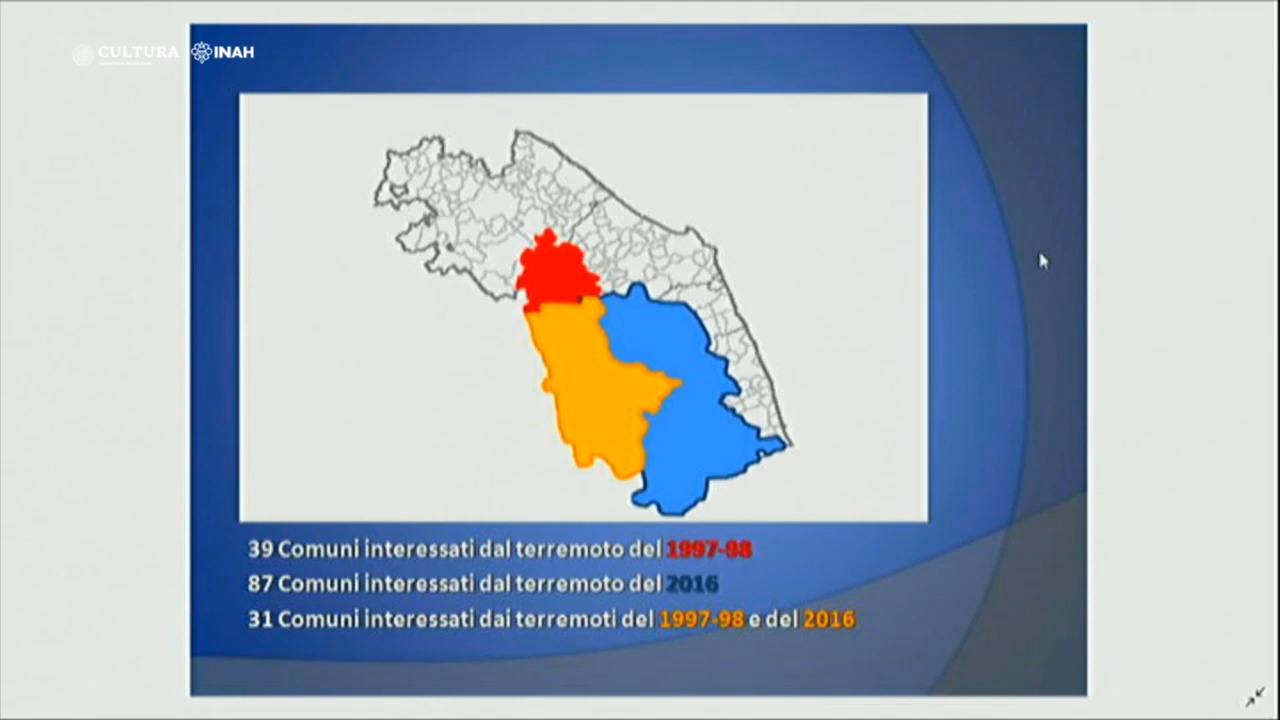 CULTURA INAH
39 Comuni interessati dal terremoto del 1997-98
87 Comuni interessati dal terremoto del 2016
31 Comuni interessati dai terremoti del 1997-98 e del 2016